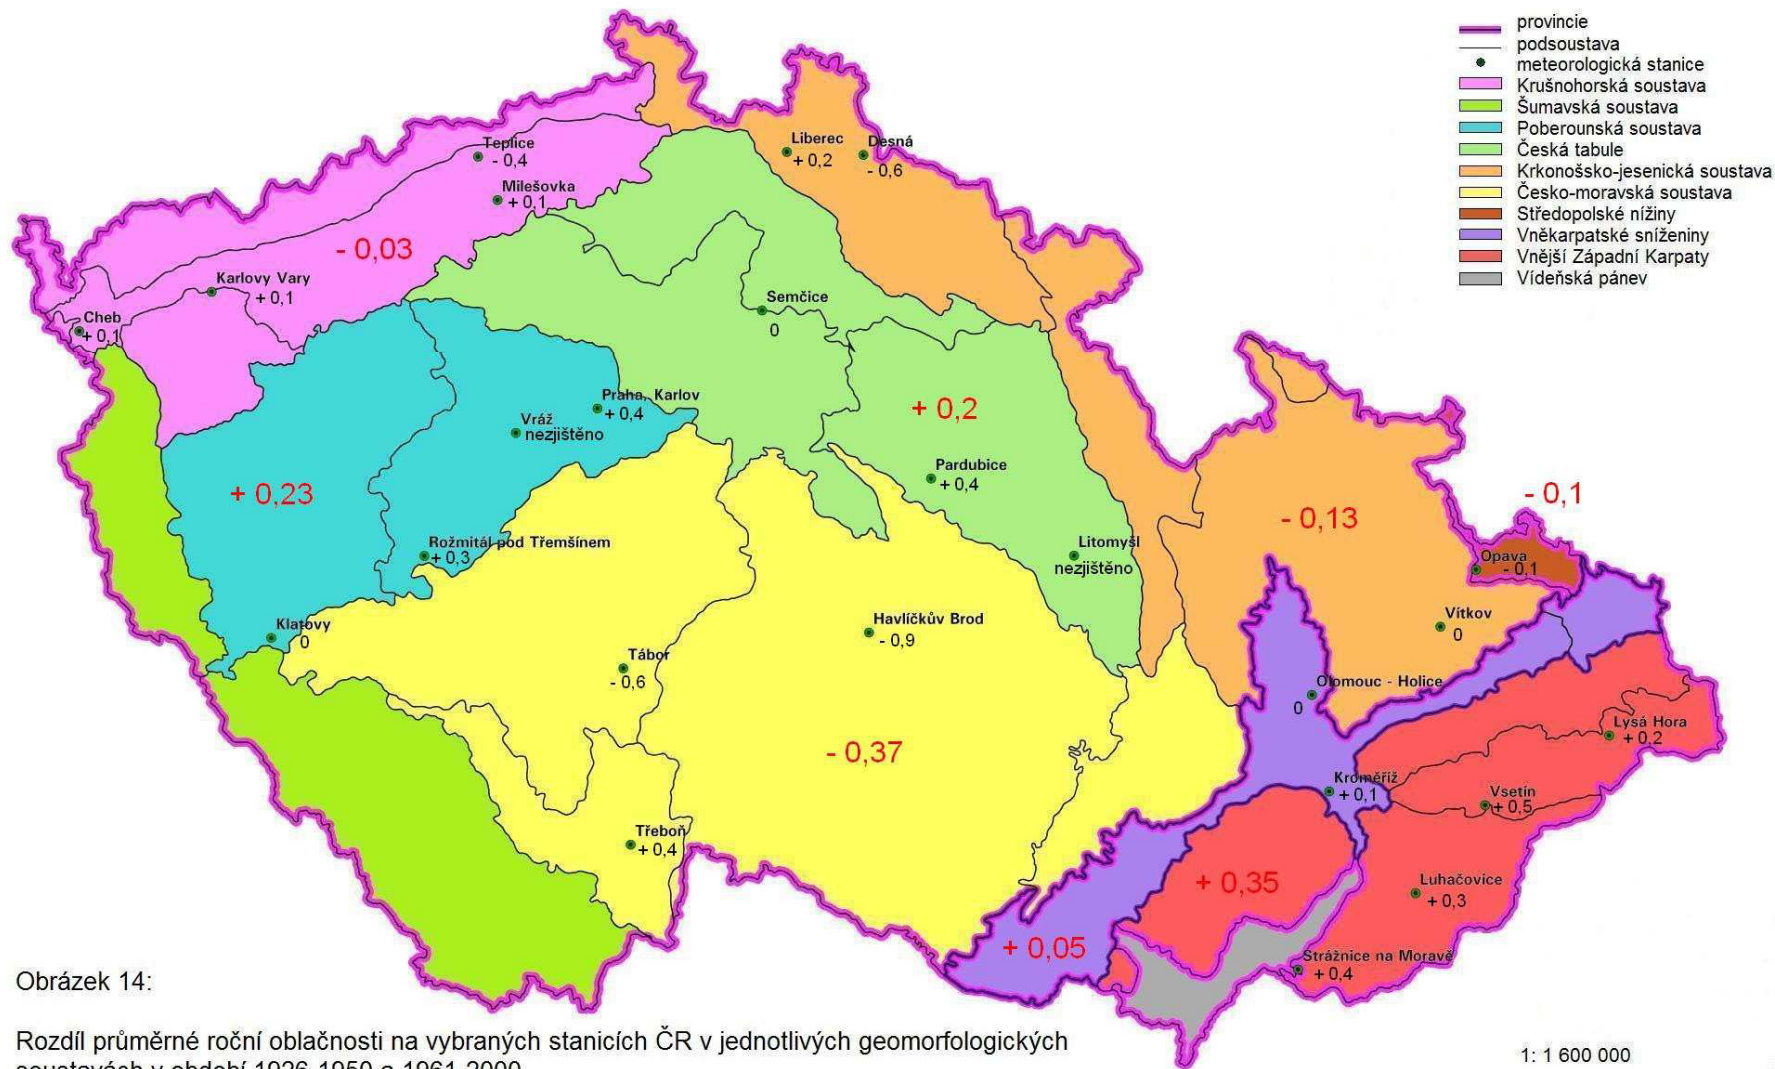 provincie
podsoustava
meteorologická stanice
Krušnohorská soustava
Šumavská soustava
Poberounská soustava
Česká tabule
Krkonošsko-jesenická soustava
Česko-moravská soustava
Středopolské nížiny
Vněkarpatské sníženiny
Vnější Západní Karpaty
Vídeňská pánev
Teplice
- 0,4
Liberec
+ 0,2
Desná
- 0,6
Milešovka
+ 0,1
- 0,03
Karlovy Vary
+ 0,1
Cheb
+ 0,1
Semčice
0
Praha, Karlov
+ 0,4
Vráž
nezjištěno
+ 0,2
+ 0,23
Pardubice
+ 0,4
- 0,13
- 0,1
Rožmitál pod Třemšínem
+ 0,3
Litomyšl
nezjištěno
Opava
- 0,1
Klatovy
0
Havlíčkův Brod
- 0,9
Vítkov
0
Tábor
- 0,6
Olomouc - Holice
0
Lysá Hora
+ 0,2
- 0,37
Kroměříž
+ 0,1
Vsetín
+ 0,5
Třeboň
+ 0,4
+ 0,35
Luhačovice
+ 0,3
+ 0,05
Strážnice na Moravě
+ 0,4
Obrázek 14:
Rozdíl průměrné roční oblačnosti na vybraných stanicích ČR v jednotlivých geomorfologických
soustavách v období 1926-1950 a 1961-2000
1: 1 600 000